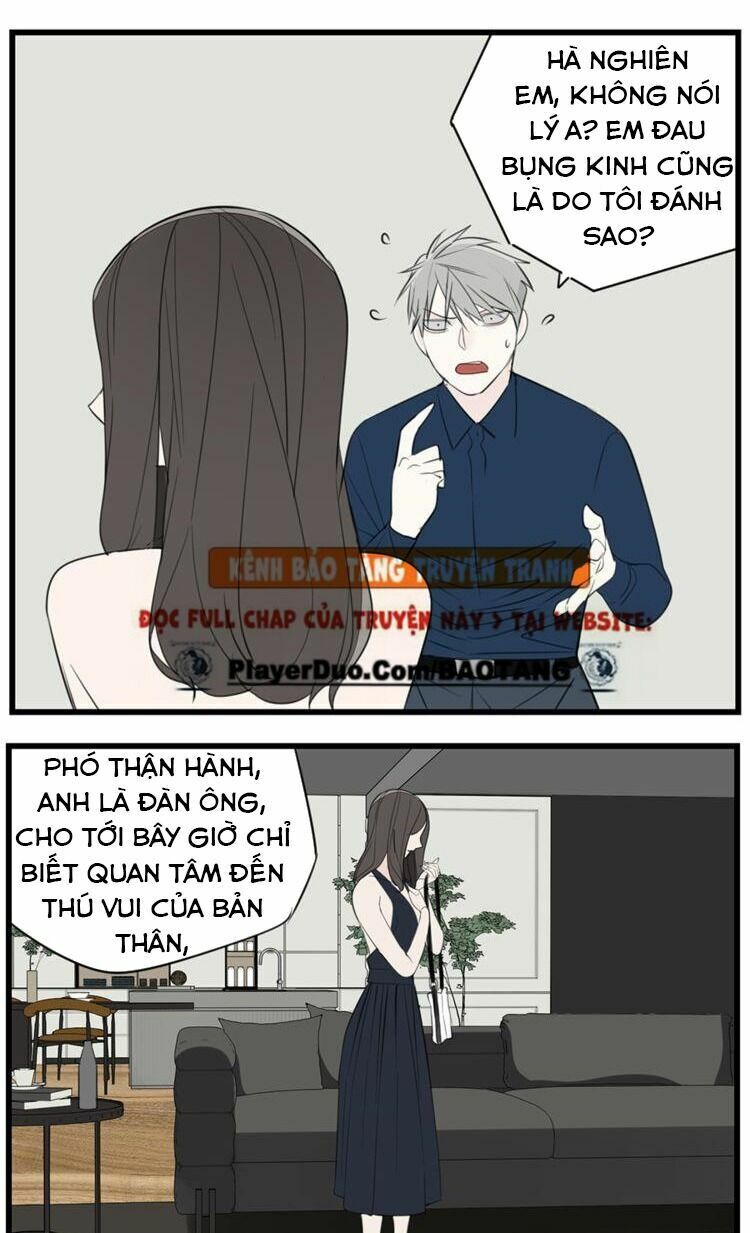 HÀ NGHIÊN
EM, KHÔNG NÓI
LÝ A? EM ĐAU
BỤNG KINH CŨNG
LÀ DO TÔI ĐÁNH
SAO?
KÊNH BẢO TÀNG TRUYỆN TRANH
ĐỌC FULL CHAP CỦA TRUYỆN NÀY > TẠI WEBSITE:
PLAYERDUO.COM/BAOTANG
PHÓ THẬN HÀNH,
ANH LÀ ĐÀN ÔNG,
CHO TỚI BÂY GIỜ CHỈ
BIẾT QUAN TÂM ĐẾN
THÚ VUI CỦA BẢN
THÂN,